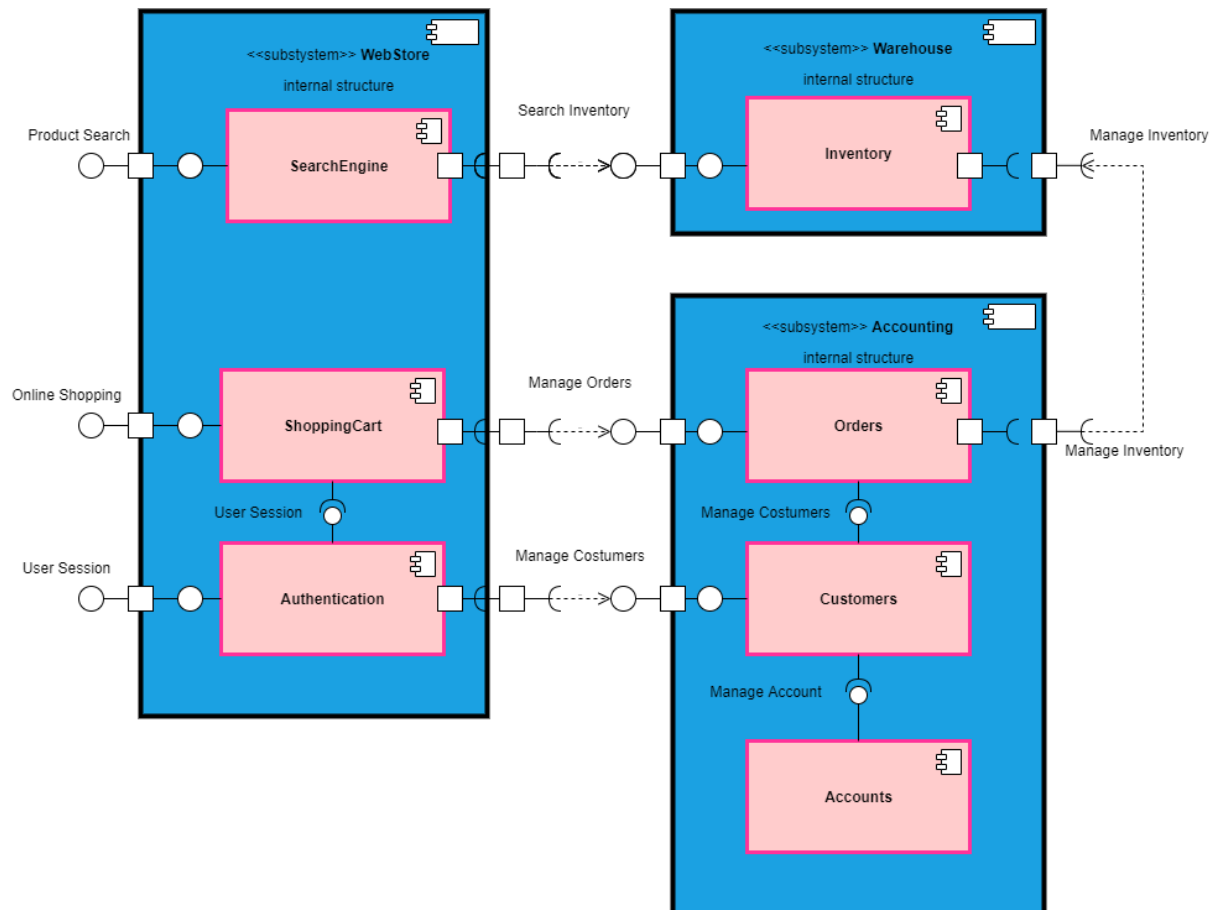 <<substystem>> WebStore
internal structure
<<subsystem>> Warehouse
internal structure
Product Search
SearchEngine
Search Inventory
Inventory
Manage Inventory
<<subsystem>> Accounting
internal structure
Online Shopping
ShoppingCart
Manage Orders
Orders
Manage Inventory
User Session
Manage Costumers
User Session
Authentication
Manage Costumers
Customers
Manage Account
Accounts